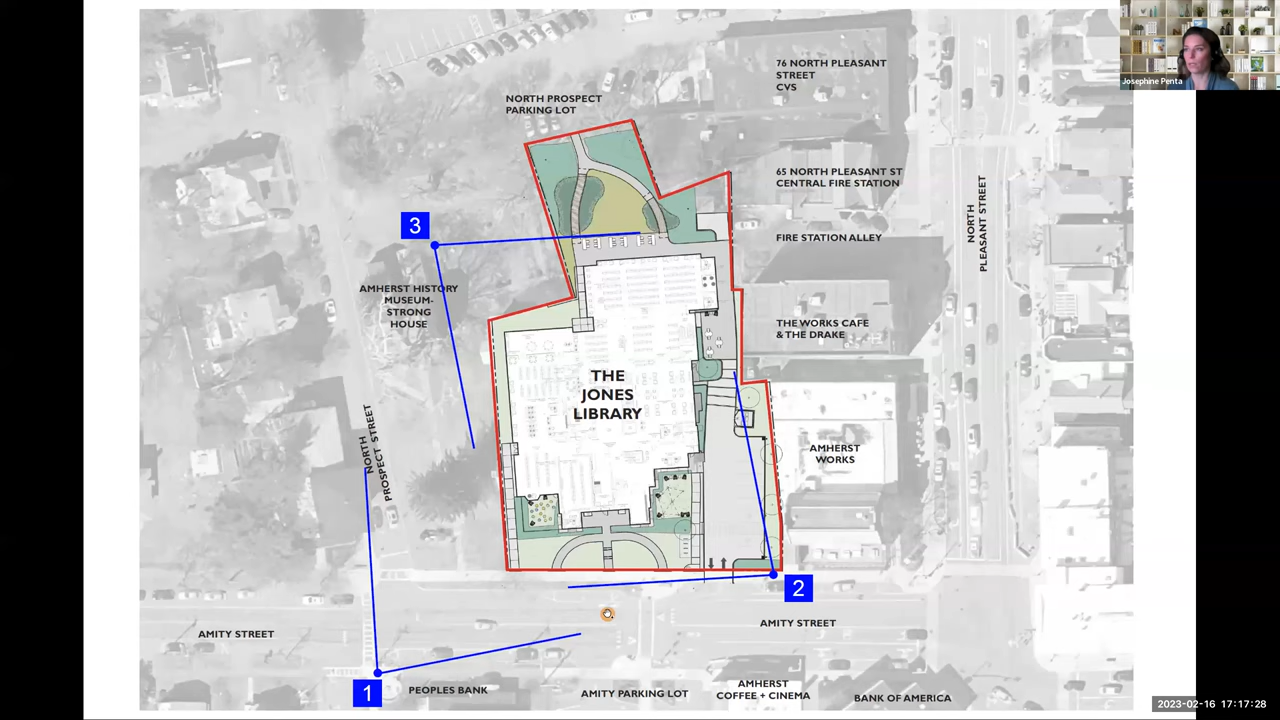 Josephine Penta
76 NORTH PLEASANT
STREET
CVS
NORTH PROSPECT
PARKING LOT
65 NORTH PLEASANT ST
CENTRAL FIRE STATION
NORTH
PLEASANT STREET
3
FIRE STATION ALLEY
AMHERST HISTORY
MUSEUM-
STRONG
HOUSE
THE WORKS CAFE
& THE DRAKE
THE
JONES
LIBRARY
NORTH
PROSPECT STREET
AMHERST
WORKS
2
AMITY STREET
AMITY STREET
1
PEOPLES BANK
AMITY PARKING LOT
AMHERST
COFFEE + CINEMA
BANK OF AMERICA
2023-02-16 17:17:28